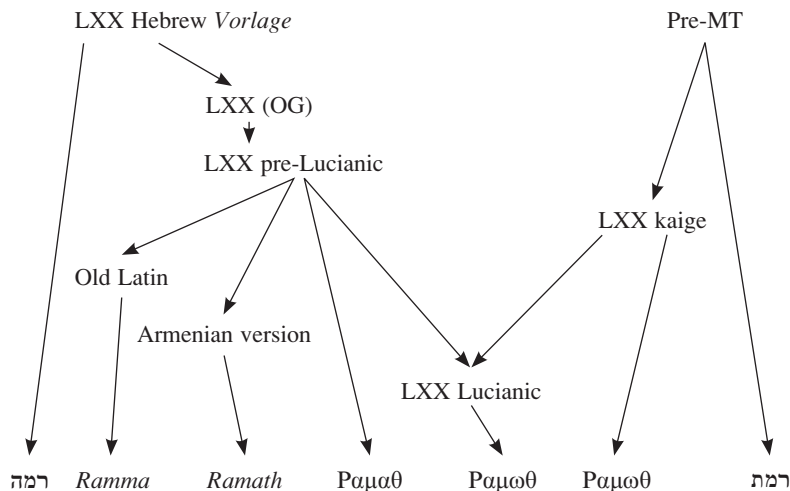 LXX Hebrew Vorlage Pre-MT
LXX (OG)
LXX pre-Lucianic
LXX kaige
Old Latin
Armenian version
LXX Lucianic
רמה Ramma Ramath Ραμαθ Ραμωθ Ραμωθ רמת